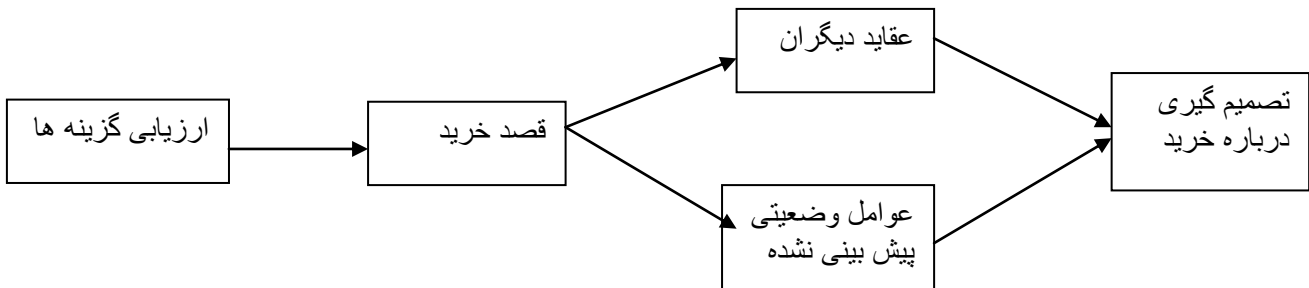 ارزیابی گزینه ها
قصد خرید
عقاید دیگران
عوامل وضعیتی
پیش بینی نشده
تصمیم گیری
درباره خرید